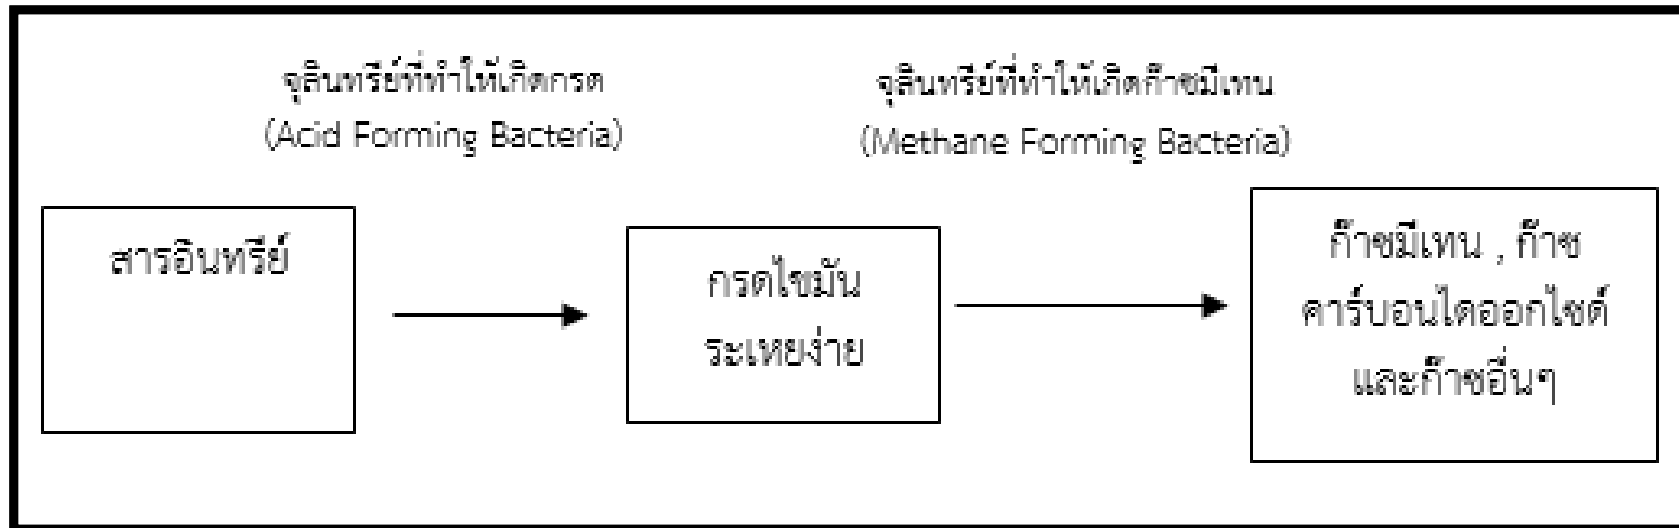 จุลินทรีย์ที่ทำให้เกิดกรด
(Acid Forming Bacteria)
จุลินทรีย์ที่ทำให้เกิดก๊าซมีเทน
(Methane Forming Bacteria)
สารอินทรีย์
กรดไขมัน
ระเหยง่าย
ก๊าซมีเทน , ก๊าซ
คาร์บอนไดออกไซด์
และก๊าซอื่นๆ